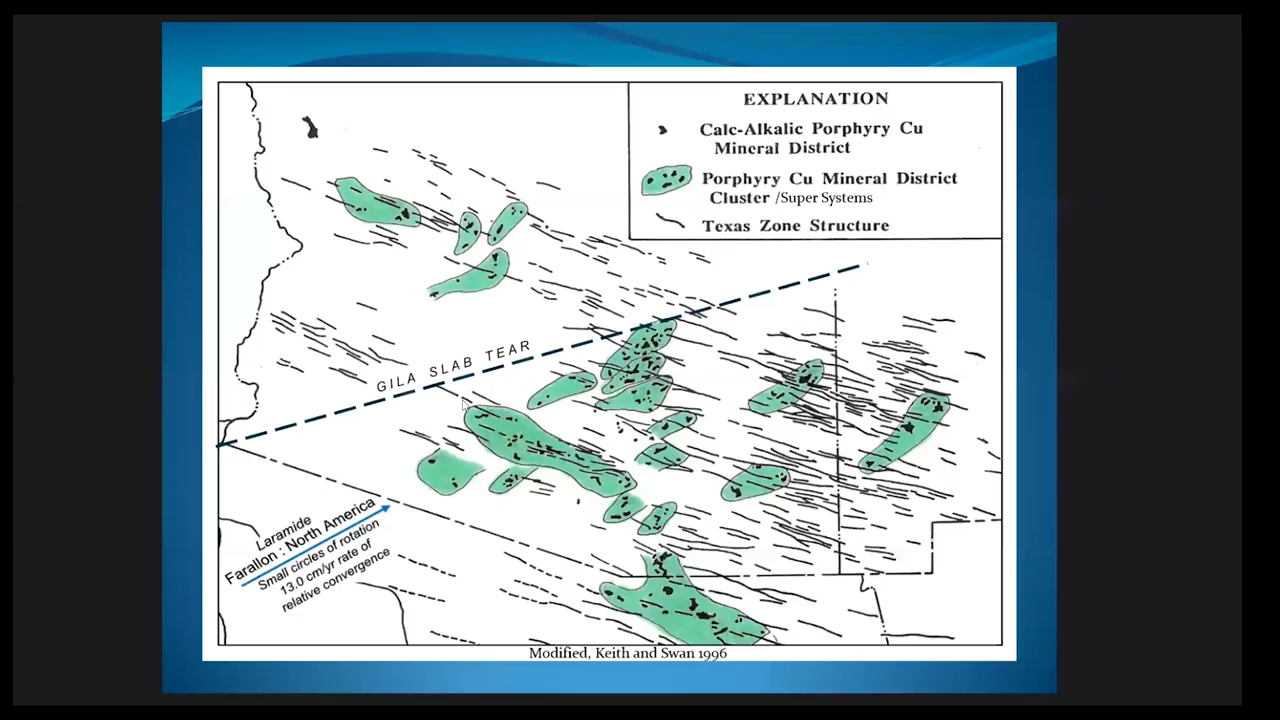 EXPLANATION
Calc-Alkalic Porphyry Cu
Mineral District
Porphyry Cu Mineral District
Cluster /Super Systems
Texas Zone Structure
GILA SLAB TEAR
Laramide
Farallon : North America
Small circles of rotation
13.0 cm/yr rate of
relative convergence
Modified, Keith and Swan 1996